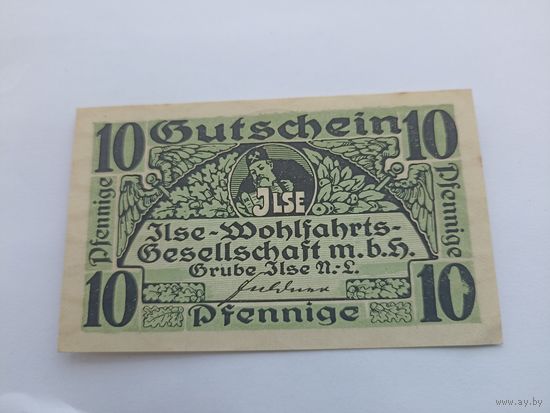 10 Gutschein 10
Pfennige
Pfennige
ILSE
Ilse-Wohlfahrts-
Gesellschaft m.b.H.
Grube Ilse N.-L.
10
10
Pfennige
www.ay.by